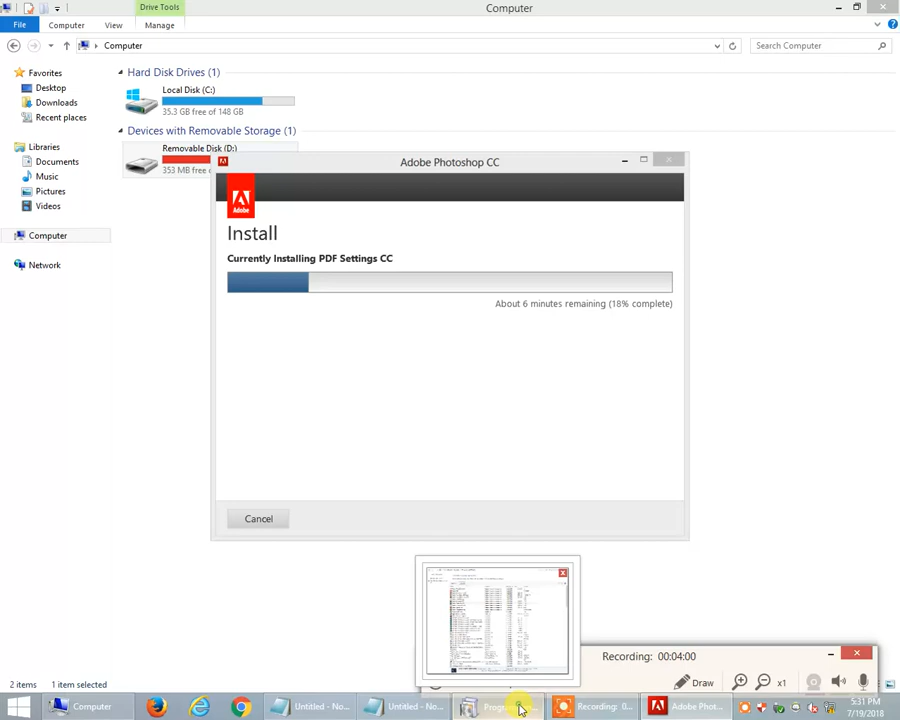 Drive Tools
Computer
File
Computer
View
Manage
Computer
Search Computer
Favorites
Desktop
Downloads
Recent places
Libraries
Documents
Music
Pictures
Videos
Computer
Network
Hard Disk Drives (1)
Local Disk (C:)
35.3 GB free of 148 GB
Devices with Removable Storage (1)
Removable Disk (D:)
353 MB free
Adobe Photoshop CC
Adobe
Install
Currently Installing PDF Settings CC
About 6 minutes remaining (18% complete)
Cancel
Recording: 00:04:00
Draw
x1
2 items
1 item selected
Computer
Untitled - No...
Untitled - No...
Recording: 0...
Adobe Phot...
5:31 PM
7/19/2018